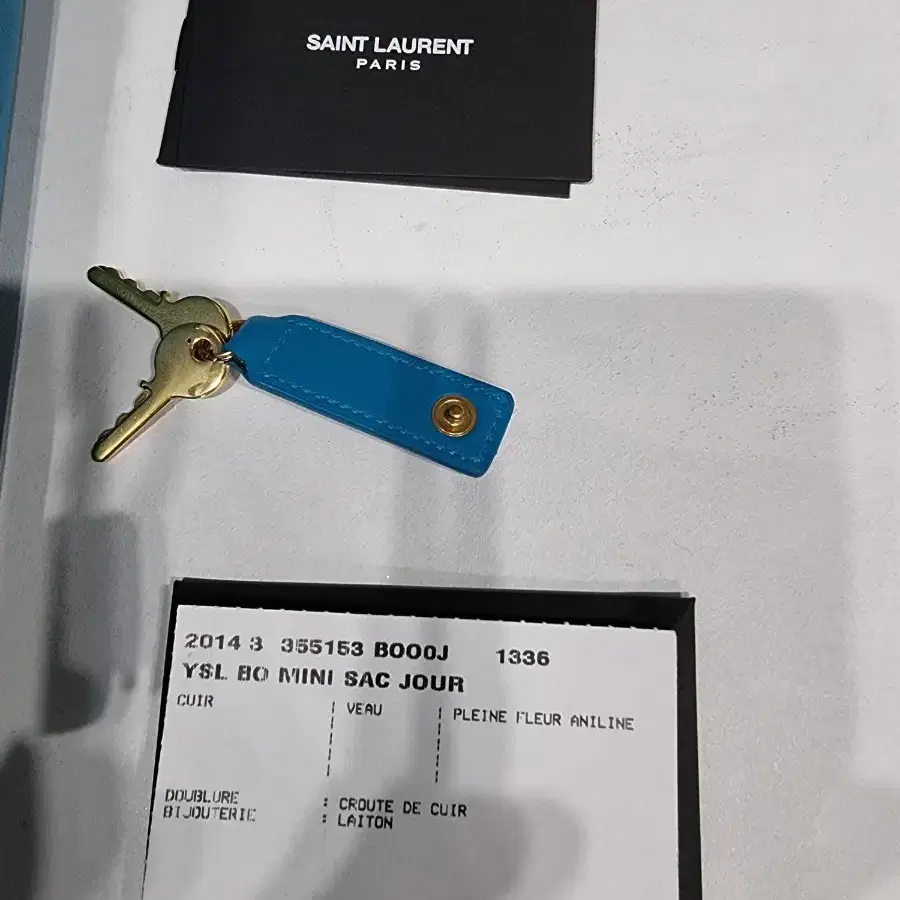 SAINT LAURENT
PARIS
2014 3 355153 BOO0J 1336
YSL BO MINI SAC JOUR
CUIR ¦ VEAU ¦ PLEINE FLEUR ANILINE
DOUBLURE : CROUTE DE CUIR
BIJOUTERIE : LAITON